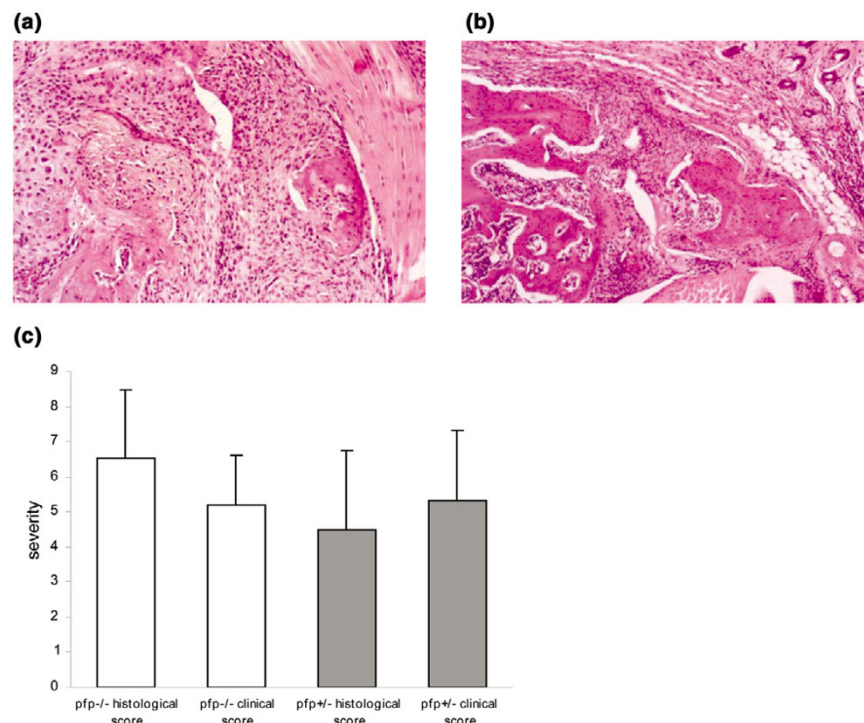 (a)
(b)
(c)
9
8
7
6
5
4
3
2
1
0
severity
pfp-/- histological score
pfp-/- clinical score
pfp+/- histological score
pfp+/- clinical score